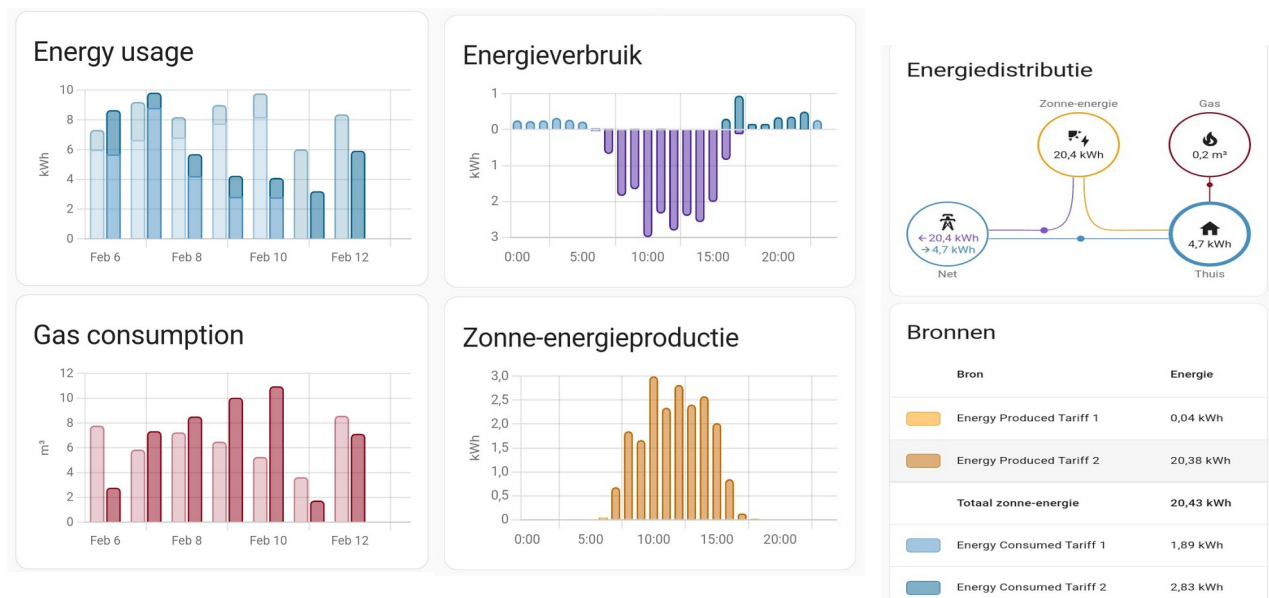 Energy usage
kWh
10
8
6
4
2
0
Feb 6 Feb 8 Feb 10 Feb 12
Energieverbruik
kWh
1
0
1
2
3
0:00 5:00 10:00 15:00 20:00
Gas consumption
m³
12
10
8
6
4
2
0
Feb 6 Feb 8 Feb 10 Feb 12
Zonne-energieproductie
kWh
3,0
2,5
2,0
1,5
1,0
0,5
0
0:00 5:00 10:00 15:00 20:00
Energiedistributie
Zonne-energie Gas
20,4 kWh 0,2 m³
←20,4 kWh
→4,7 kWh 4,7 kWh
Net Thuis
Bronnen
Bron Energie
Energy Produced Tariff 1 0,04 kWh
Energy Produced Tariff 2 20,38 kWh
Totaal zonne-energie 20,43 kWh
Energy Consumed Tariff 1 1,89 kWh
Energy Consumed Tariff 2 2,83 kWh